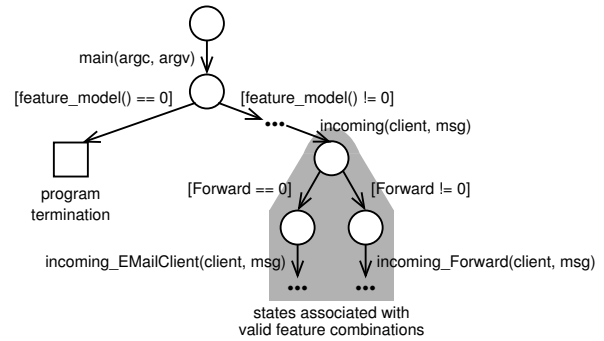 main(argc, argv)
[feature_model() == 0]
[feature_model() != 0]
•••
incoming(client, msg)
program
termination
[Forward == 0]
[Forward != 0]
incoming_EMailClient(client, msg)
incoming_Forward(client, msg)
•••
•••
states associated with
valid feature combinations